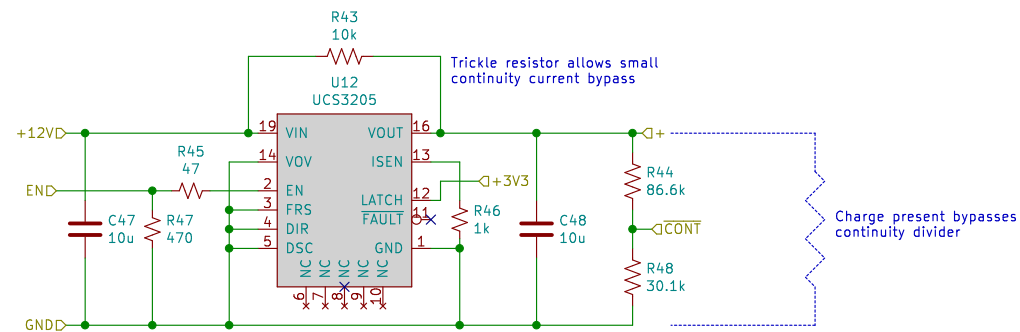 R43
10k
Trickle resistor allows small
continuity current bypass
U12
UCS3205
+12V
19 VIN VOUT 16
+
14 VOV ISEN 13
R45
47
R44
86.6k
+3V3
EN
2 EN LATCH 12
3 FRS FAULT 11
4 DIR
5 DSC GND 1
C47
10u
R47
470
R46
1k
C48
10u
CONT
Charge present bypasses
continuity divider
NC NC NC NC NC
6 7 8 9 10
R48
30.1k
GND